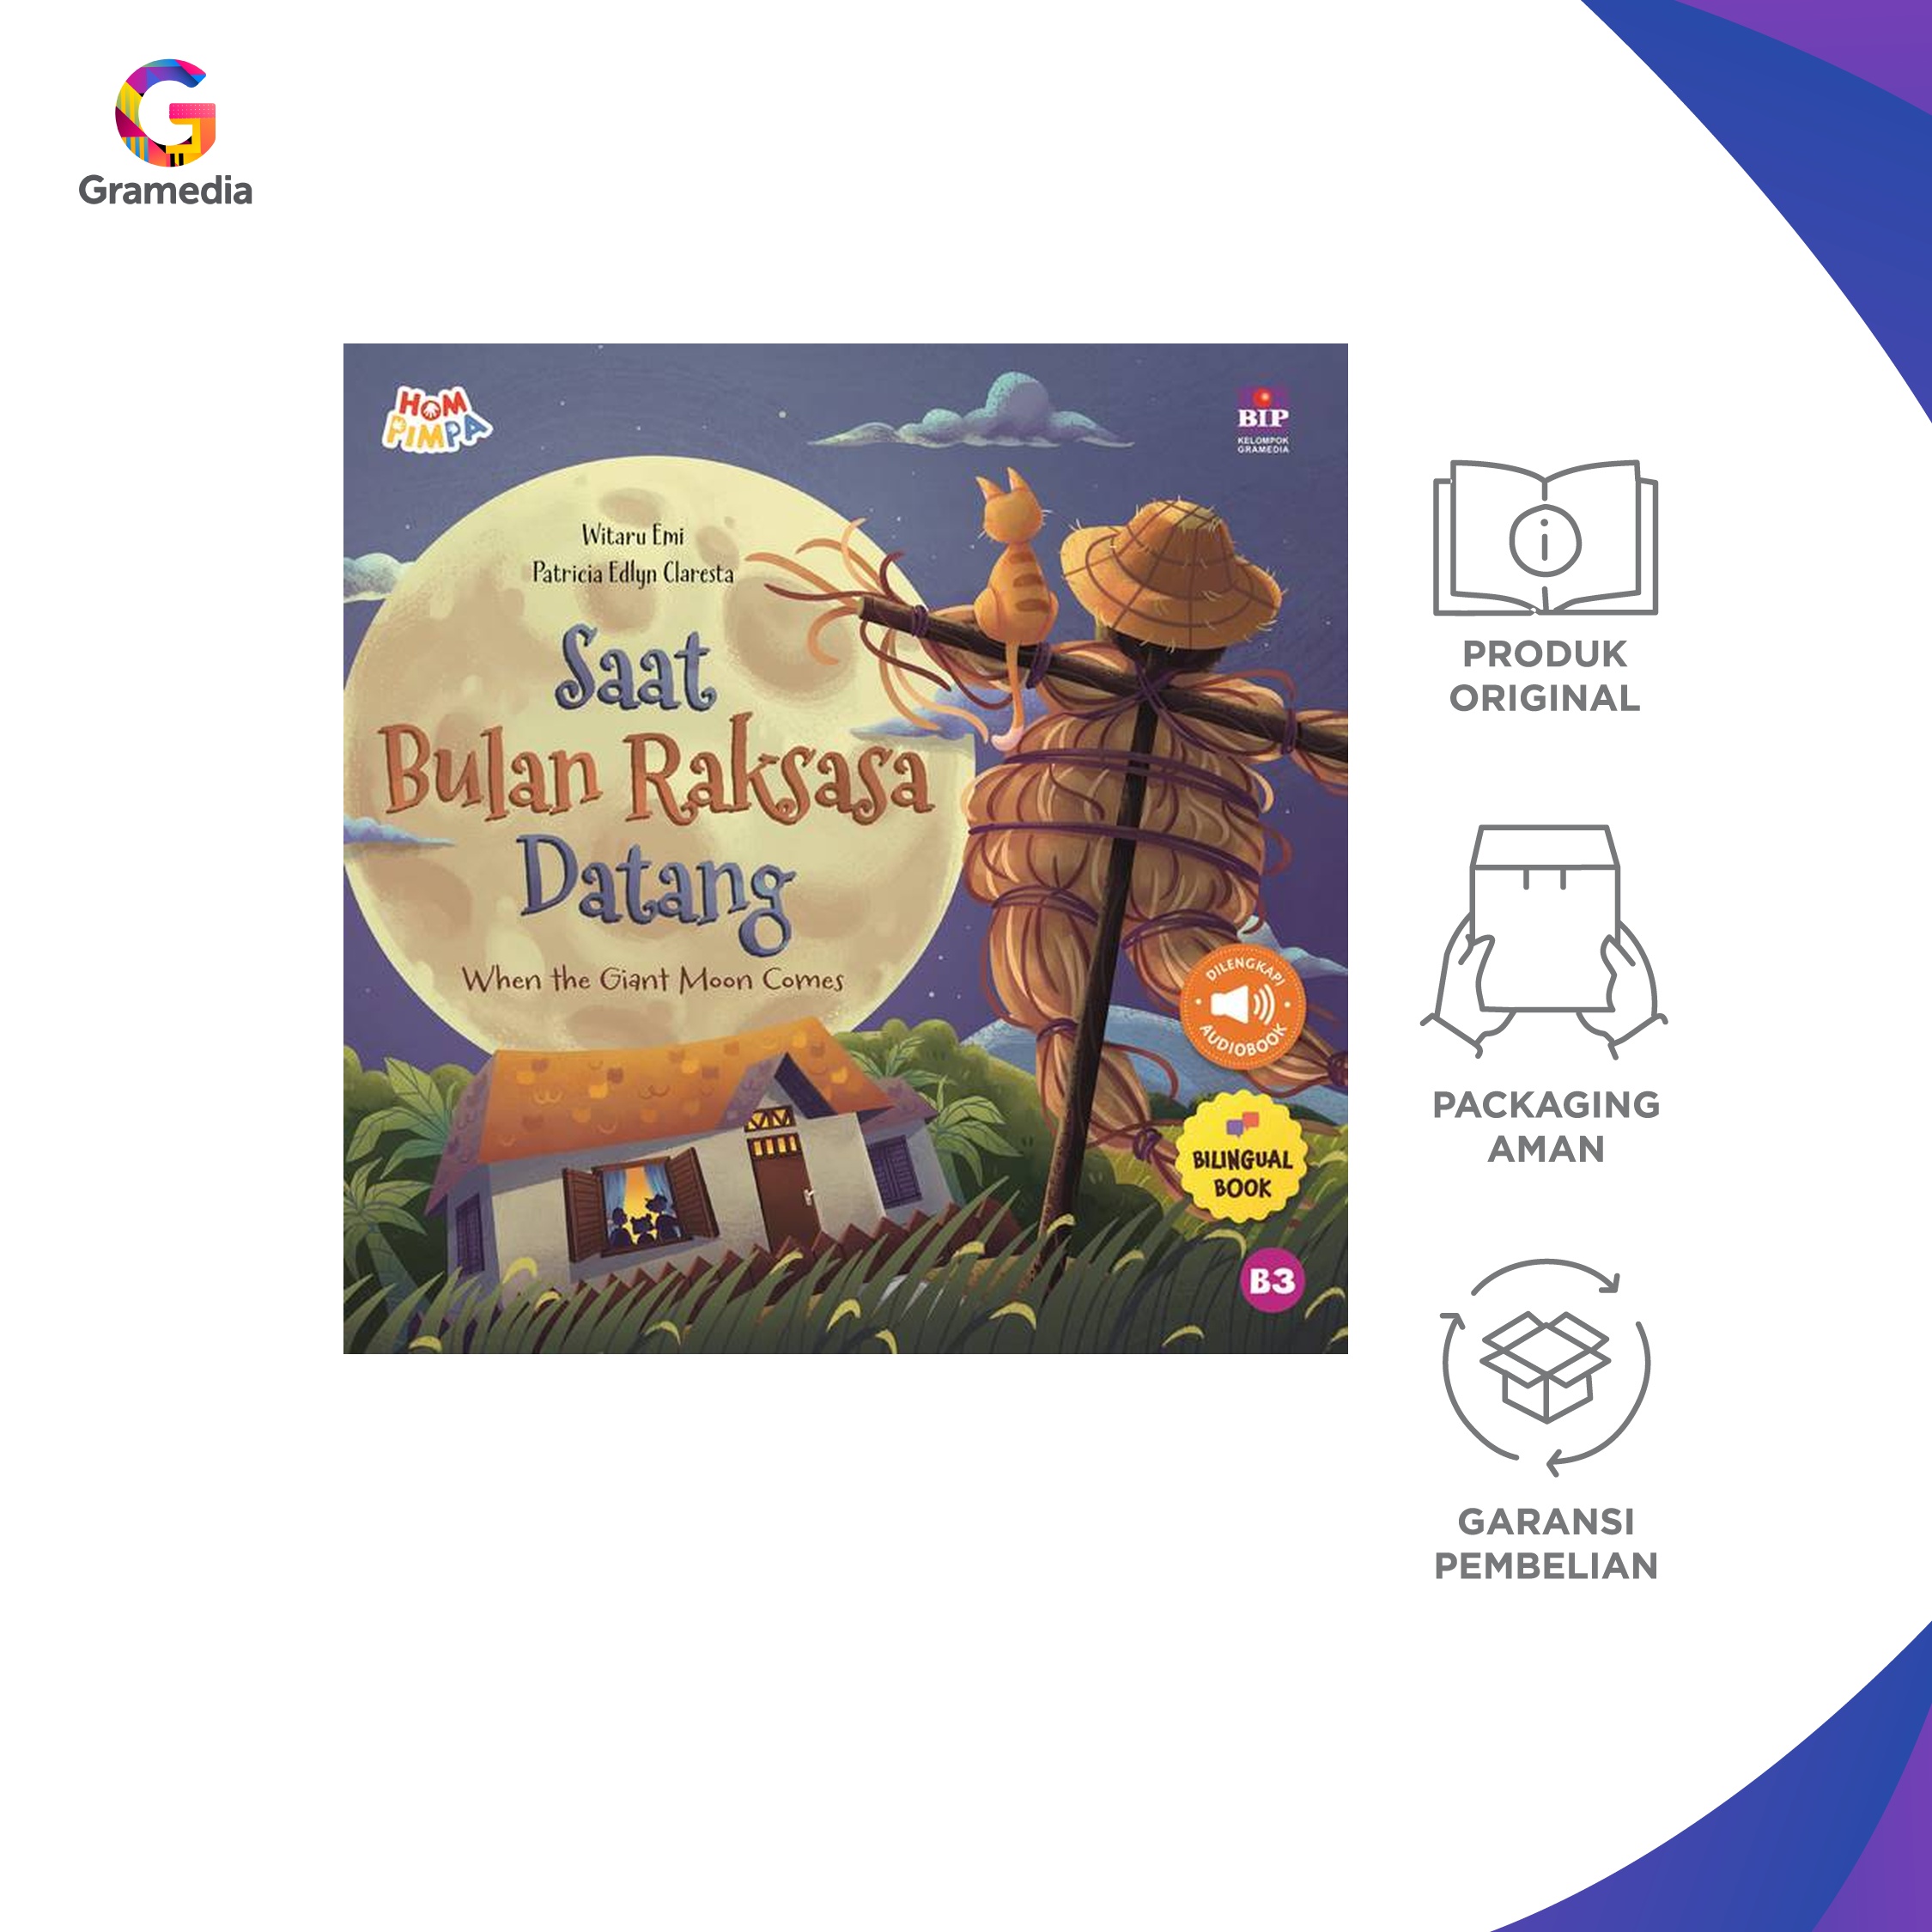 Gramedia
HOM
PIMPA
BIP
KELOMPOK
GRAMEDIA
Witaru Emi
Patricia Edlyn Claresta
Saat
Bulan Raksasa
Datang
When the Giant Moon Comes
DILENGKAPI
AUDIOBOOK
BILINGUAL
BOOK
B3
PRODUK
ORIGINAL
PACKAGING
AMAN
GARANSI
PEMBELIAN